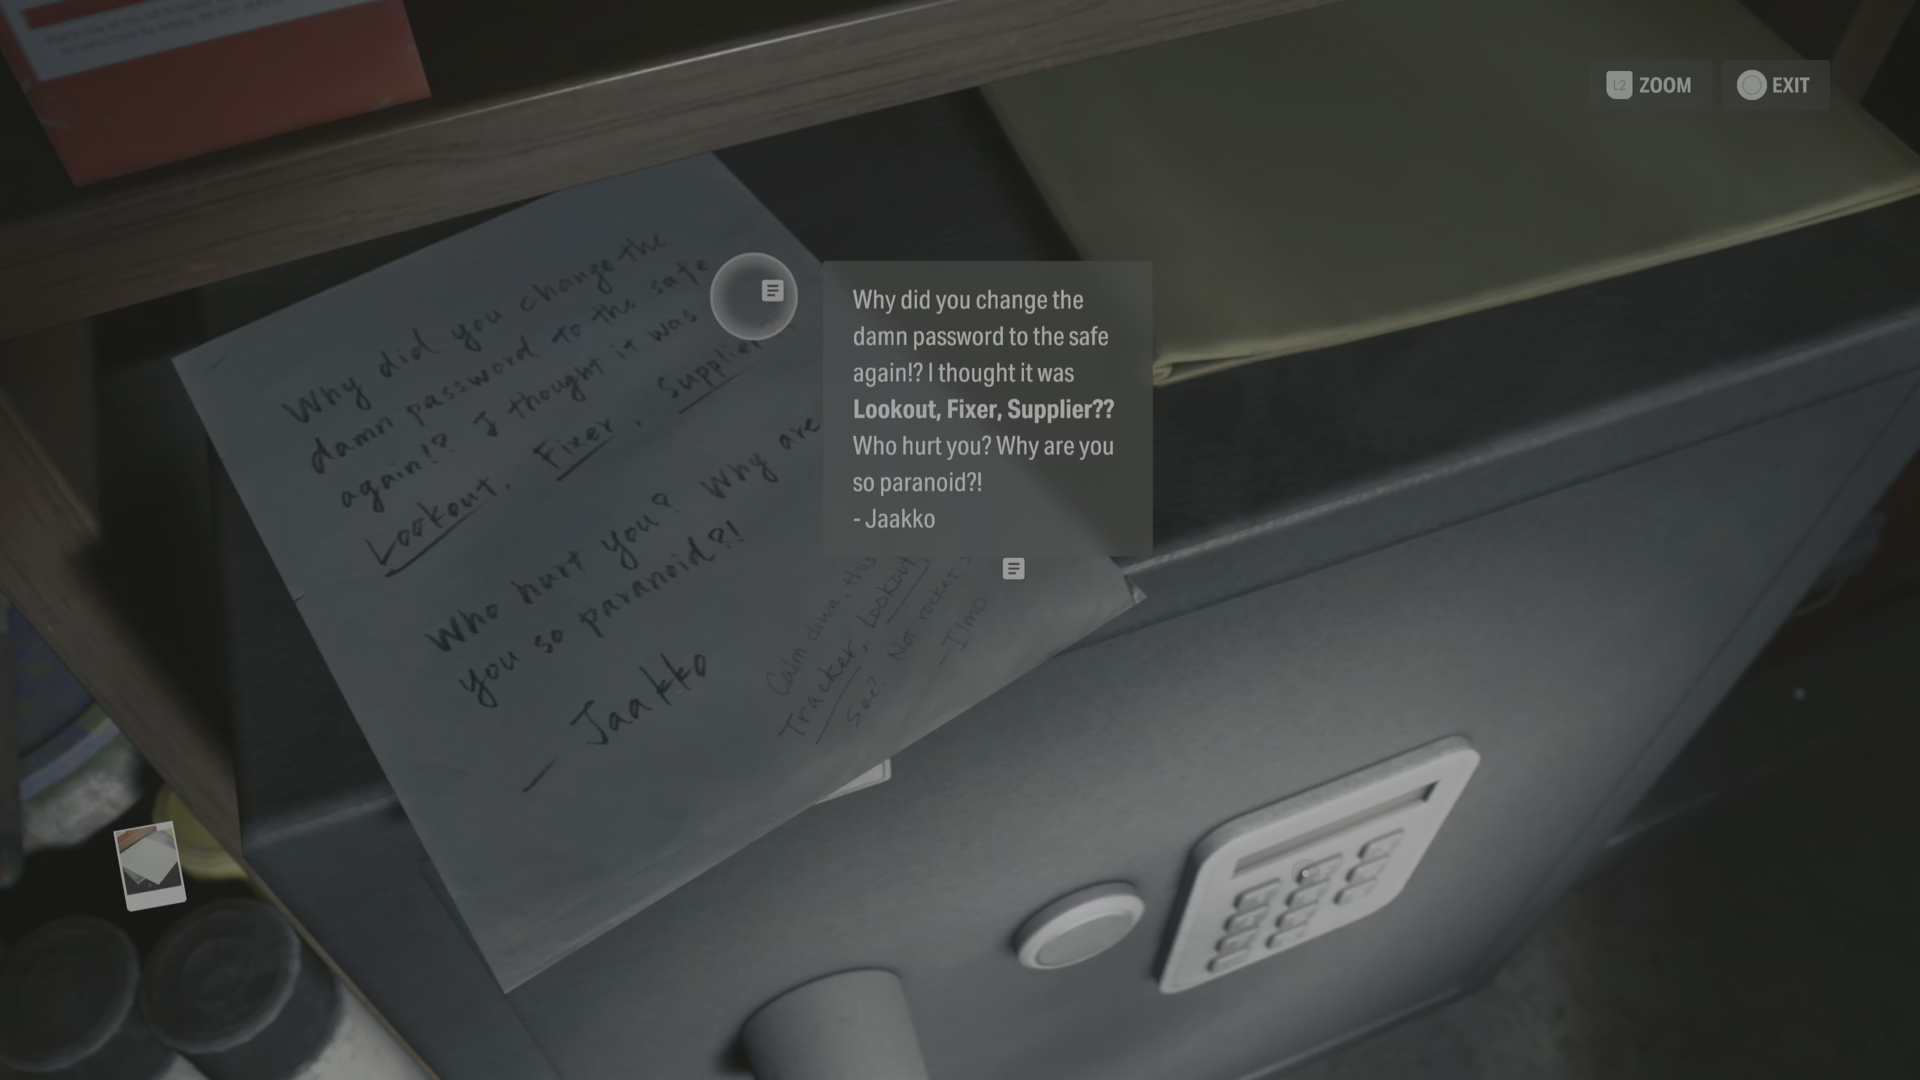 L2 ZOOM EXIT
Why did you change the
damn password to the safe
again!? I thought it was
Lookout. Fixer, Supplier
Who hurt you? Why are
you so paranoid?!
- Jaakko
Calm down, this
Tracker, Lookout
See? Not rocket
- Ilmo
Why did you change the
damn password to the safe
again!? I thought it was
Lookout, Fixer, Supplier??
Who hurt you? Why are you
so paranoid?!
- Jaakko